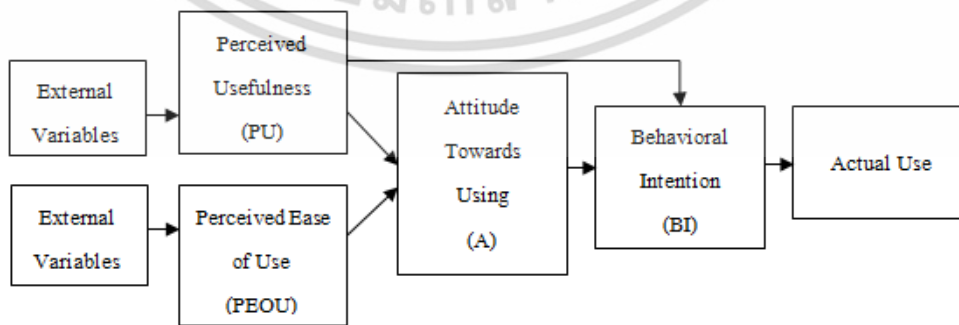 External
Variables
Perceived
Usefulness
(PU)
External
Variables
Perceived Ease
of Use
(PEOU)
Attitude
Towards
Using
(A)
Behavioral
Intention
(BI)
Actual Use